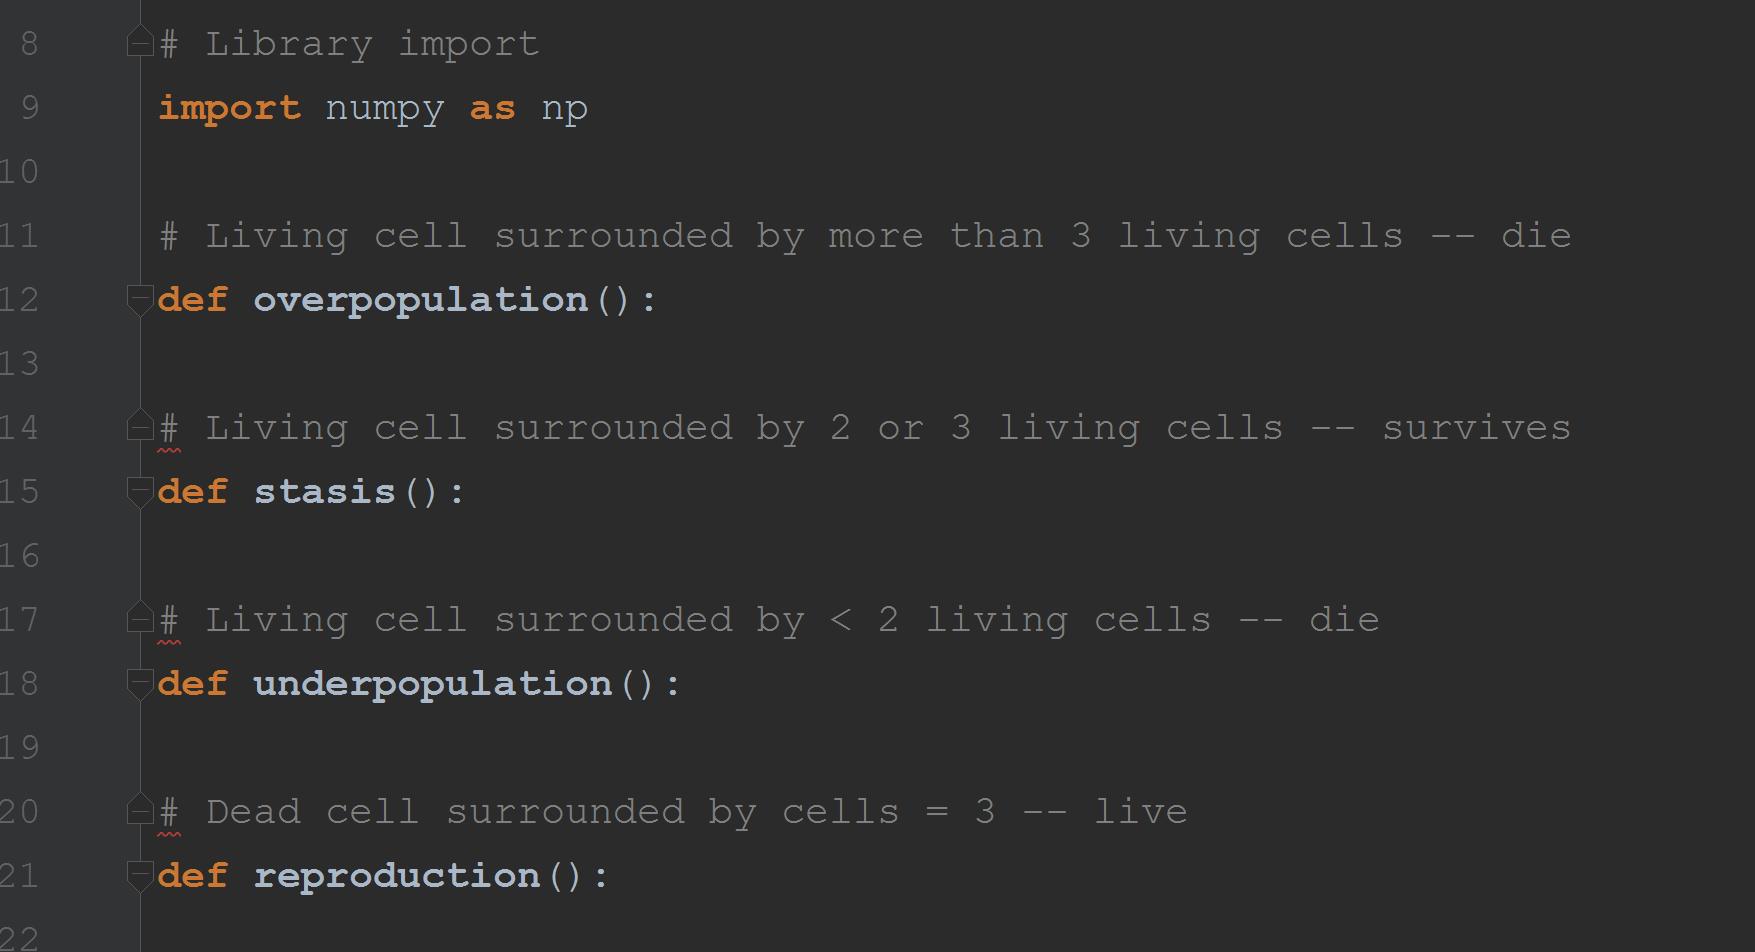 8 # Library import
9 import numpy as np
10
11 # Living cell surrounded by more than 3 living cells -- die
12 def overpopulation():
13
14 # Living cell surrounded by 2 or 3 living cells -- survives
15 def stasis():
16
17 # Living cell surrounded by < 2 living cells -- die
18 def underpopulation():
19
20 # Dead cell surrounded by cells = 3 -- live
21 def reproduction():
22